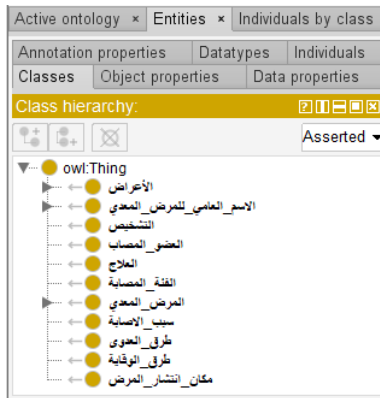 Active ontology × Entities × Individuals by class
Annotation properties Datatypes Individuals
Classes Object properties Data properties
Class hierarchy:
Asserted
owl:Thing
الأعراض
الاسم_العامي_للمرض_المعدي
التشخيص
العضو_المصاب
العلاج
الفئة_المصابة
المرض_المعدي
سبب_الاصابة
طرق_العدوى
طرق_الوقاية
مكان_انتشار_المرض